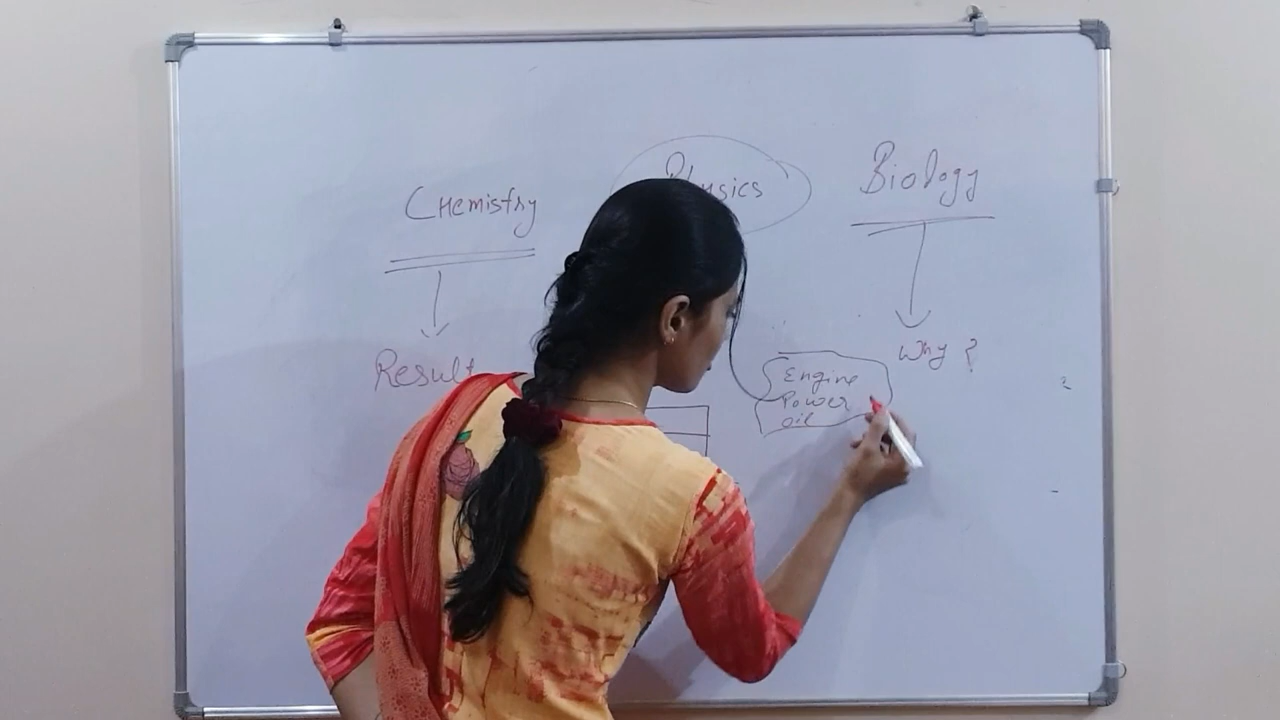 CHemistry
Physics
Biology
Result
Why ?
Engine
Power
oil